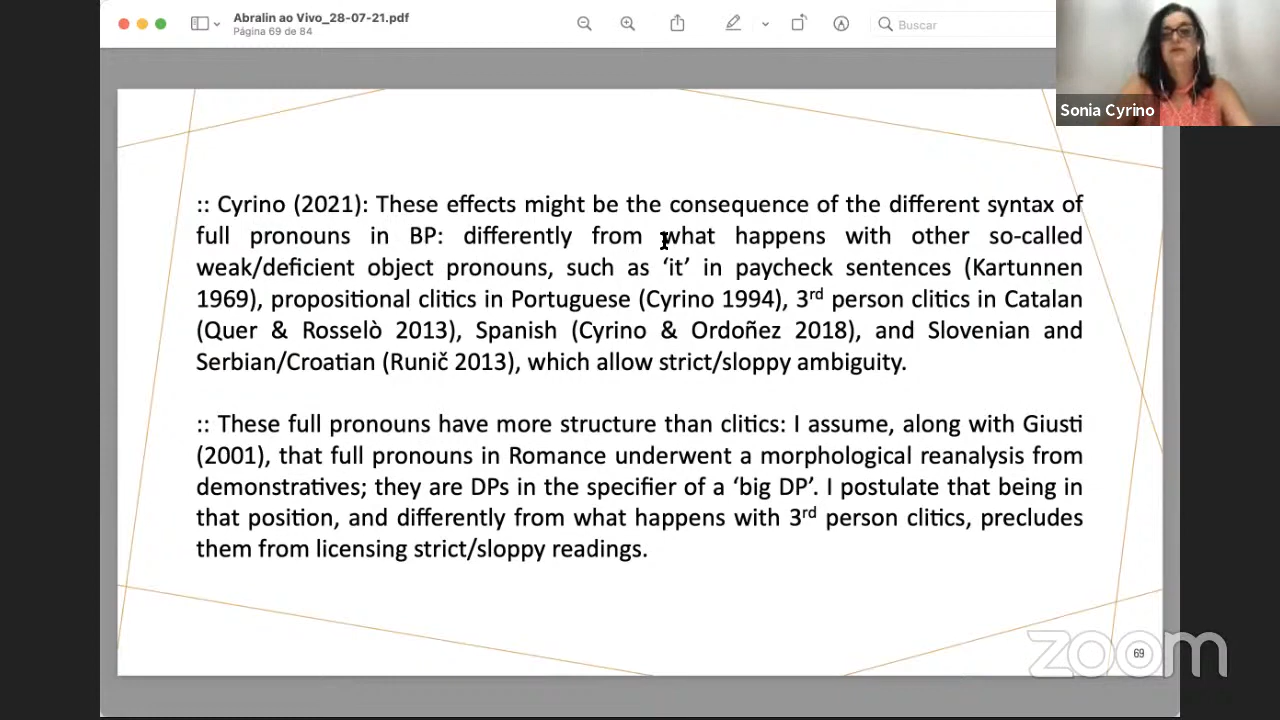 Abralin ao Vivo_28-07-21.pdf
Página 69 de 84
Buscar
Sonia Cyrino
:: Cyrino (2021): These effects might be the consequence of the different syntax of
full pronouns in BP: differently from what happens with other so-called
weak/deficient object pronouns, such as ‘it’ in paycheck sentences (Kartunnen
1969), propositional clitics in Portuguese (Cyrino 1994), 3rd person clitics in Catalan
(Quer & Rosselò 2013), Spanish (Cyrino & Ordoñez 2018), and Slovenian and
Serbian/Croatian (Runič 2013), which allow strict/sloppy ambiguity.
:: These full pronouns have more structure than clitics: I assume, along with Giusti
(2001), that full pronouns in Romance underwent a morphological reanalysis from
demonstratives; they are DPs in the specifier of a ‘big DP’. I postulate that being in
that position, and differently from what happens with 3rd person clitics, precludes
them from licensing strict/sloppy readings.
zoom
69